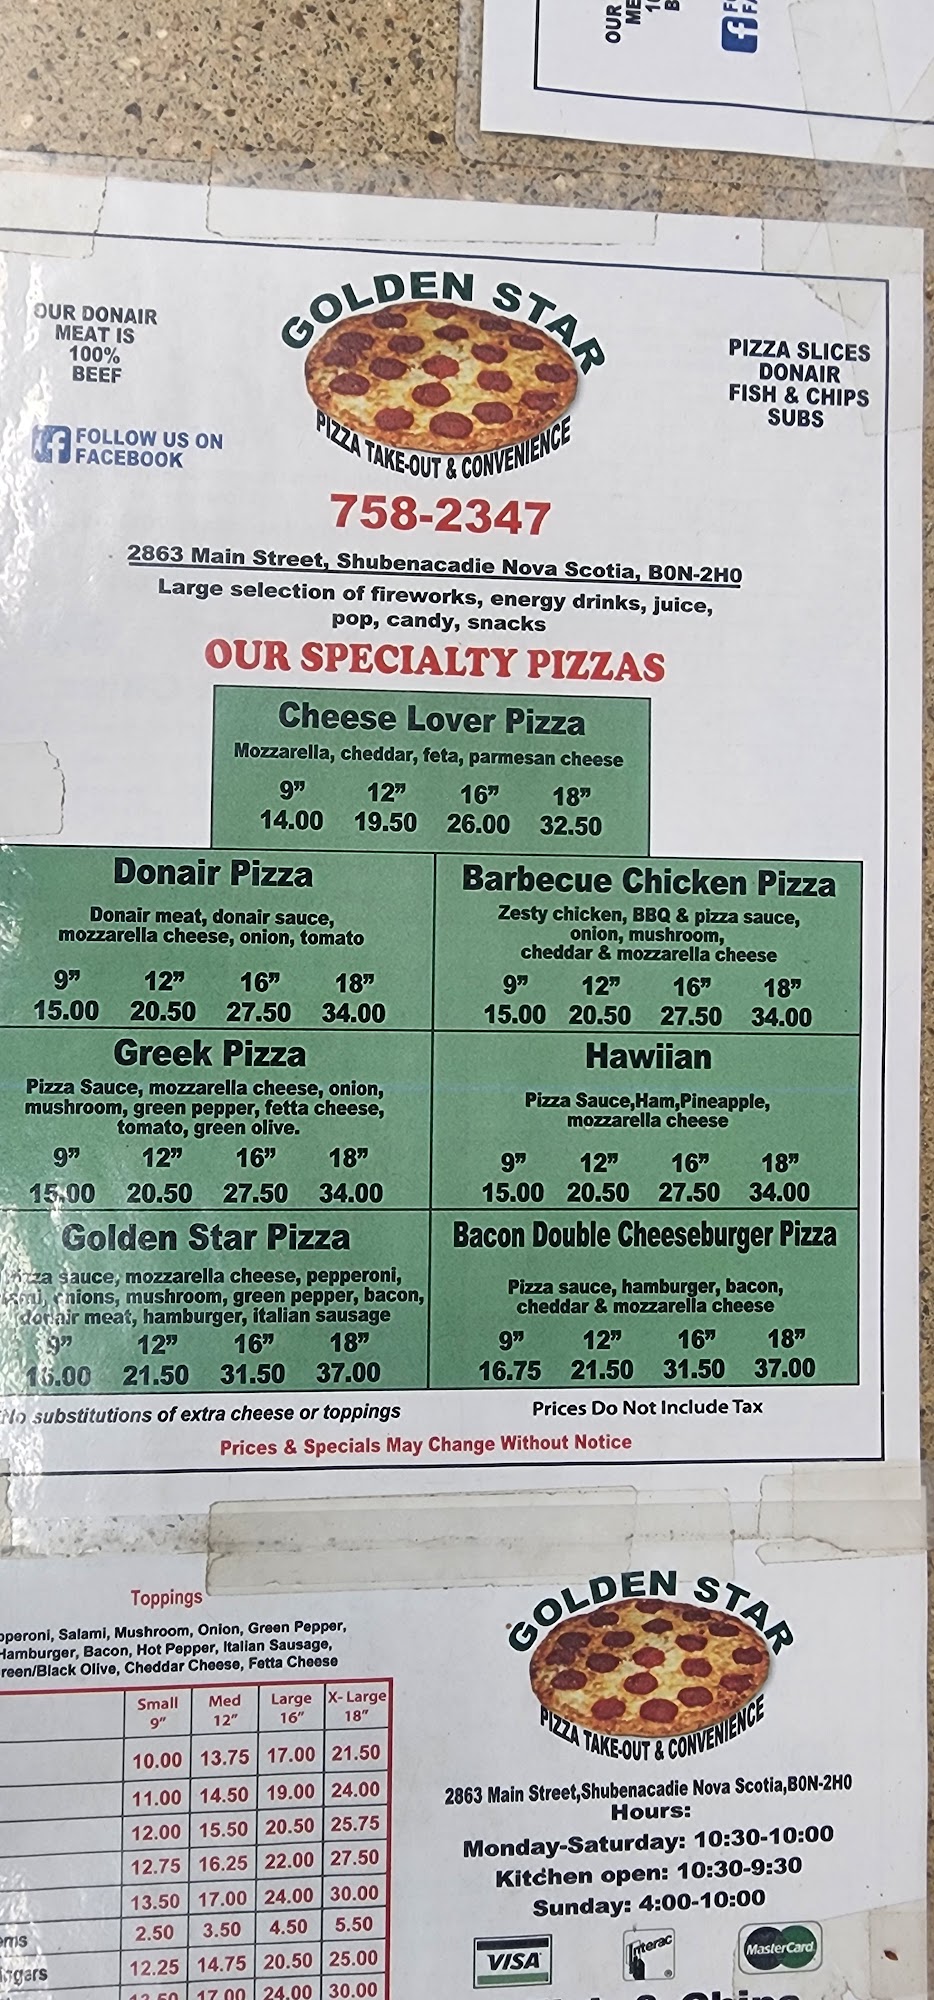 OUR
ME
OUR DONAIR
MEAT IS
100%
BEEF
FOLLOW US ON
FACEBOOK
GOLDEN STAR
PIZZA TAKE-OUT & CONVENIENCE
PIZZA SLICES
DONAIR
FISH & CHIPS
SUBS
758-2347
2863 Main Street, Shubenacadie Nova Scotia, B0N-2H0
Large selection of fireworks, energy drinks, juice,
pop, candy, snacks
OUR SPECIALTY PIZZAS
Cheese Lover Pizza
Mozzarella, cheddar, feta, parmesan cheese
9” 12” 16” 18”
14.00 19.50 26.00 32.50
Donair Pizza
Donair meat, donair sauce,
mozzarella cheese, onion, tomato
9” 12” 16” 18”
15.00 20.50 27.50 34.00
Barbecue Chicken Pizza
Zesty chicken, BBQ & pizza sauce,
onion, mushroom,
cheddar & mozzarella cheese
9” 12” 16” 18”
15.00 20.50 27.50 34.00
Greek Pizza
Pizza Sauce, mozzarella cheese, onion,
mushroom, green pepper, fetta cheese,
tomato, green olive.
9” 12” 16” 18”
15.00 20.50 27.50 34.00
Hawiian
Pizza Sauce,Ham,Pineapple,
mozzarella cheese
9” 12” 16” 18”
15.00 20.50 27.50 34.00
Golden Star Pizza
Pizza sauce, mozzarella cheese, pepperoni,
onions, mushroom, green pepper, bacon,
donair meat, hamburger, italian sausage
9” 12” 16” 18”
16.00 21.50 31.50 37.00
Bacon Double Cheeseburger Pizza
Pizza sauce, hamburger, bacon,
cheddar & mozzarella cheese
9” 12” 16” 18”
16.75 21.50 31.50 37.00
No substitutions of extra cheese or toppings
Prices Do Not Include Tax
Prices & Specials May Change Without Notice
Toppings
pperoni, Salami, Mushroom, Onion, Green Pepper,
Hamburger, Bacon, Hot Pepper, Italian Sausage,
reen/Black Olive, Cheddar Cheese, Fetta Cheese
Small Med Large X- Large
9” 12” 16” 18”
10.00 13.75 17.00 21.50
11.00 14.50 19.00 24.00
12.00 15.50 20.50 25.75
12.75 16.25 22.00 27.50
13.50 17.00 24.00 30.00
ems 2.50 3.50 4.50 5.50
ingars 12.25 14.75 20.50 25.00
17.00 24.00 30.00
GOLDEN STAR
PIZZA TAKE-OUT & CONVENIENCE
2863 Main Street,Shubenacadie Nova Scotia,B0N-2H0
Hours:
Monday-Saturday: 10:30-10:00
Kitchen open: 10:30-9:30
Sunday: 4:00-10:00
VISA
Interac
MasterCard